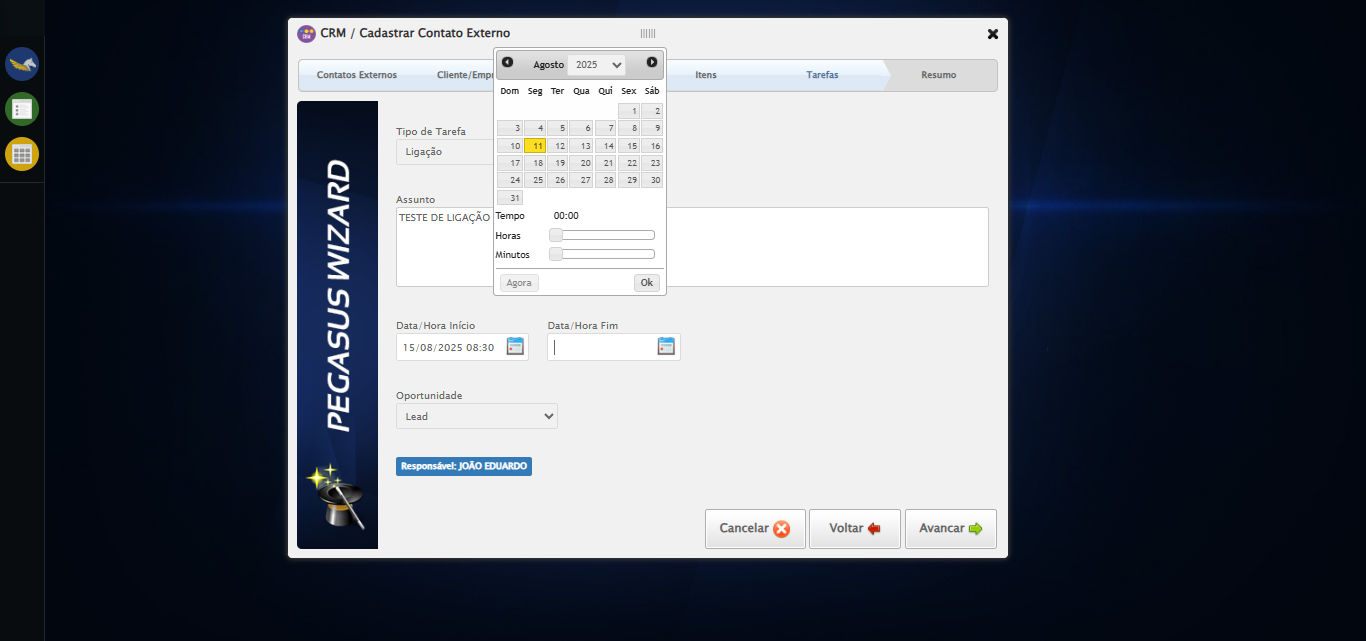 CRM / Cadastrar Contato Externo
Contatos Externos
Itens
Tarefas
Resumo
Agosto 2025
Dom Seg Ter Qua Qui Sex Sáb
1 2
3 4 5 6 7 8 9
10 11 12 13 14 15 16
17 18 19 20 21 22 23
24 25 26 27 28 29 30
31
Tempo 00:00
Horas
Minutos
Agora Ok
PEGASUS WIZARD
Tipo de Tarefa
Ligação
Assunto
TESTE DE LIGAÇÃO
Data/Hora Início Data/Hora Fim
15/08/2025 08:30
Oportunidade
Lead
Responsável: JOÃO EDUARDO
Cancelar Voltar Avancar